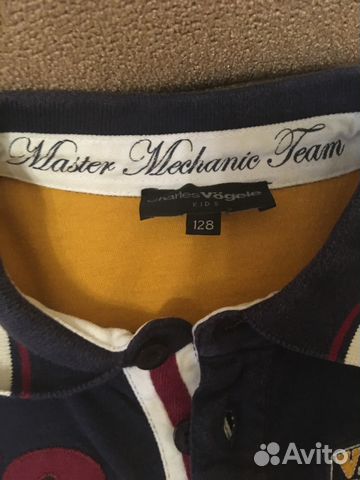 Master Mechanic Team
Charles Vögele
KIDS
128
Avito